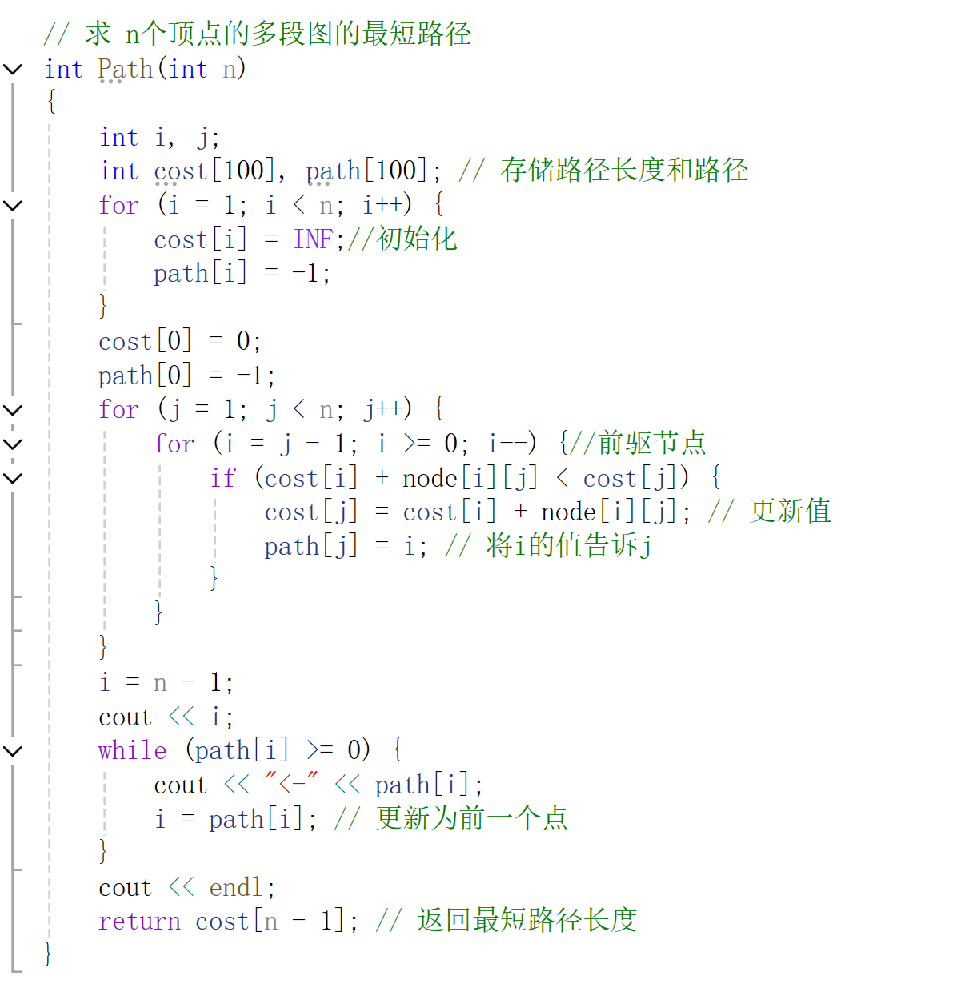 // 求 n个顶点的多段图的最短路径
int Path(int n)
{
    int i, j;
    int cost[100], path[100]; // 存储路径长度和路径
    for (i = 1; i < n; i++) {
        cost[i] = INF;//初始化
        path[i] = -1;
    }
    cost[0] = 0;
    path[0] = -1;
    for (j = 1; j < n; j++) {
        for (i = j - 1; i >= 0; i--) {//前驱节点
            if (cost[i] + node[i][j] < cost[j]) {
                cost[j] = cost[i] + node[i][j]; // 更新值
                path[j] = i; // 将i的值告诉j
            }
        }
    }
    i = n - 1;
    cout << i;
    while (path[i] >= 0) {
        cout << "<-" << path[i];
        i = path[i]; // 更新为前一个点
    }
    cout << endl;
    return cost[n - 1]; // 返回最短路径长度
}